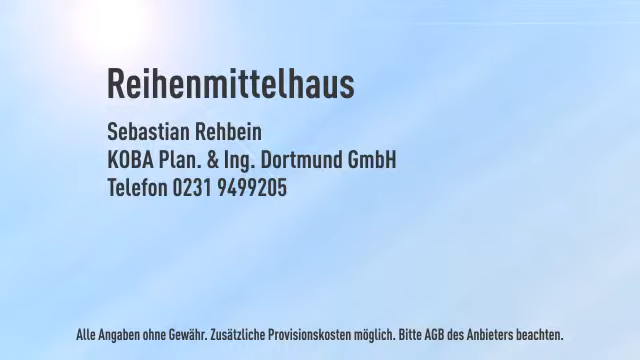 Reihenmittelhaus
Sebastian Rehbein
KOBA Plan. & Ing. Dortmund GmbH
Telefon 0231 9499205
Alle Angaben ohne Gewähr. Zusätzliche Provisionskosten möglich. Bitte AGB des Anbieters beachten.